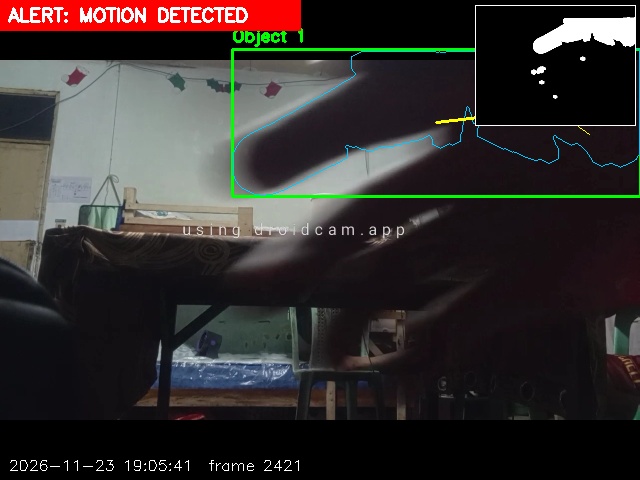 ALERT: MOTION DETECTED
Object 1
using droidcam.app
2026-11-23 19:05:41 frame 2421